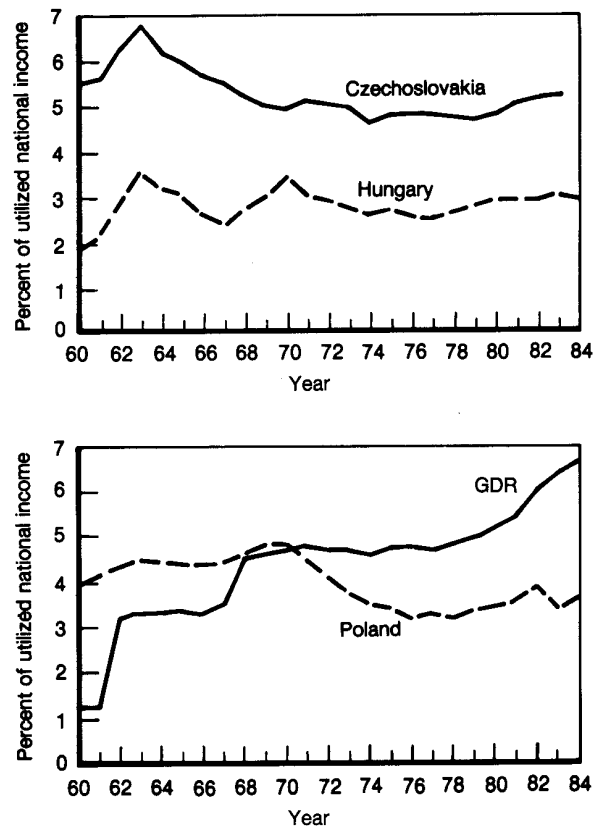 Percent of utilized national income
7
6
5
4
3
2
1
0
Czechoslovakia
Hungary
60 62 64 66 68 70 72 74 76 78 80 82 84
Year
Percent of utilized national income
7
6
5
4
3
2
1
0
GDR
Poland
60 62 64 66 68 70 72 74 76 78 80 82 84
Year